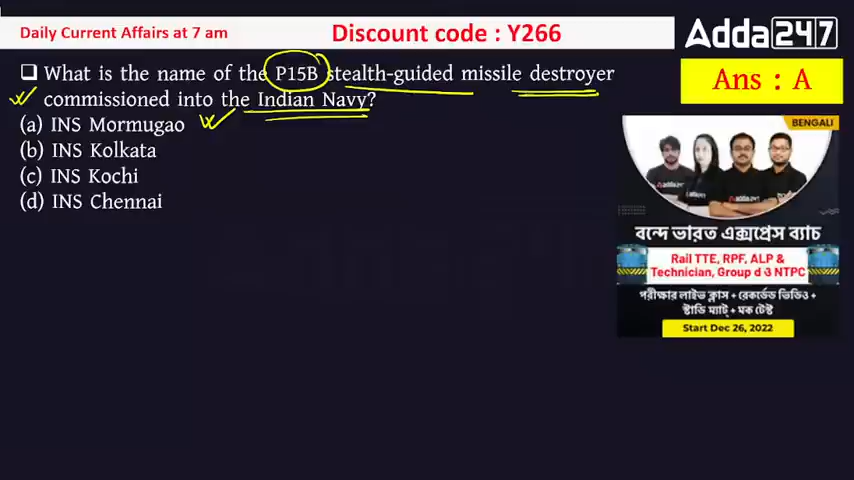 Daily Current Affairs at 7 am
Discount code : Y266
Adda247
❑ What is the name of the P15B stealth-guided missile destroyer
commissioned into the Indian Navy?
(a) INS Mormugao
(b) INS Kolkata
(c) INS Kochi
(d) INS Chennai
Ans : A
BENGALI
বন্দে ভারত এক্সপ্রেস ব্যাচ
Rail TTE, RPF, ALP &
Technician, Group d ও NTPC
পরীক্ষার লাইভ ক্লাস + রেকর্ডেড ভিডিও +
স্টাডি ম্যাট্ + মক টেস্ট
Start Dec 26, 2022